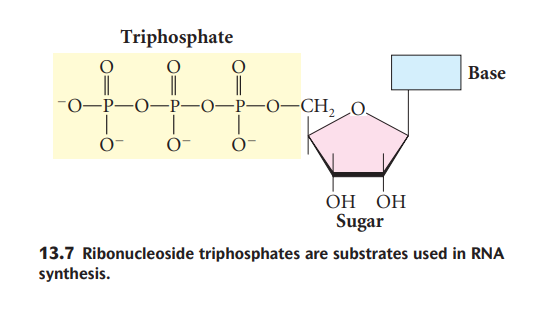 Triphosphate
O O O
⁻O—P—O—P—O—P—O—CH₂ O
O⁻ O⁻ O⁻
Base
OH OH
Sugar
13.7 Ribonucleoside triphosphates are substrates used in RNA
synthesis.